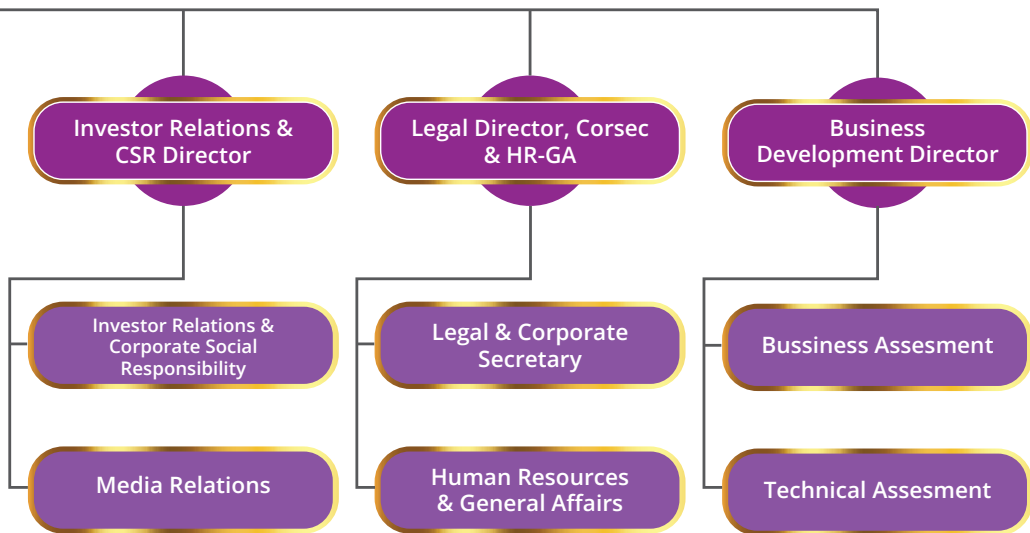 Investor Relations &
CSR Director
Legal Director, Corsec
& HR-GA
Business
Development Director
Investor Relations &
Corporate Social
Responsibility
Legal & Corporate
Secretary
Bussiness Assesment
Media Relations
Human Resources
& General Affairs
Technical Assesment